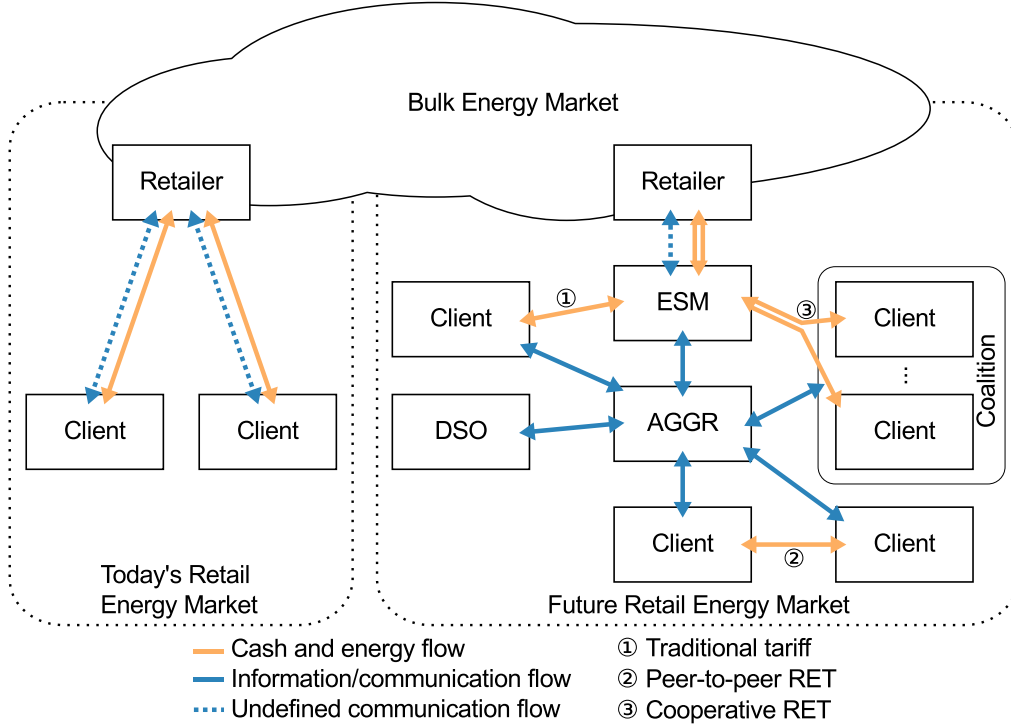 Bulk Energy Market
Retailer
Retailer
ESM
①
③
Client
Client
Client
Client
AGGR
DSO
Client
⋮
Coalition
Client
Client
②
Today's Retail
Energy Market
Future Retail Energy Market
Cash and energy flow
Information/communication flow
Undefined communication flow
① Traditional tariff
② Peer-to-peer RET
③ Cooperative RET